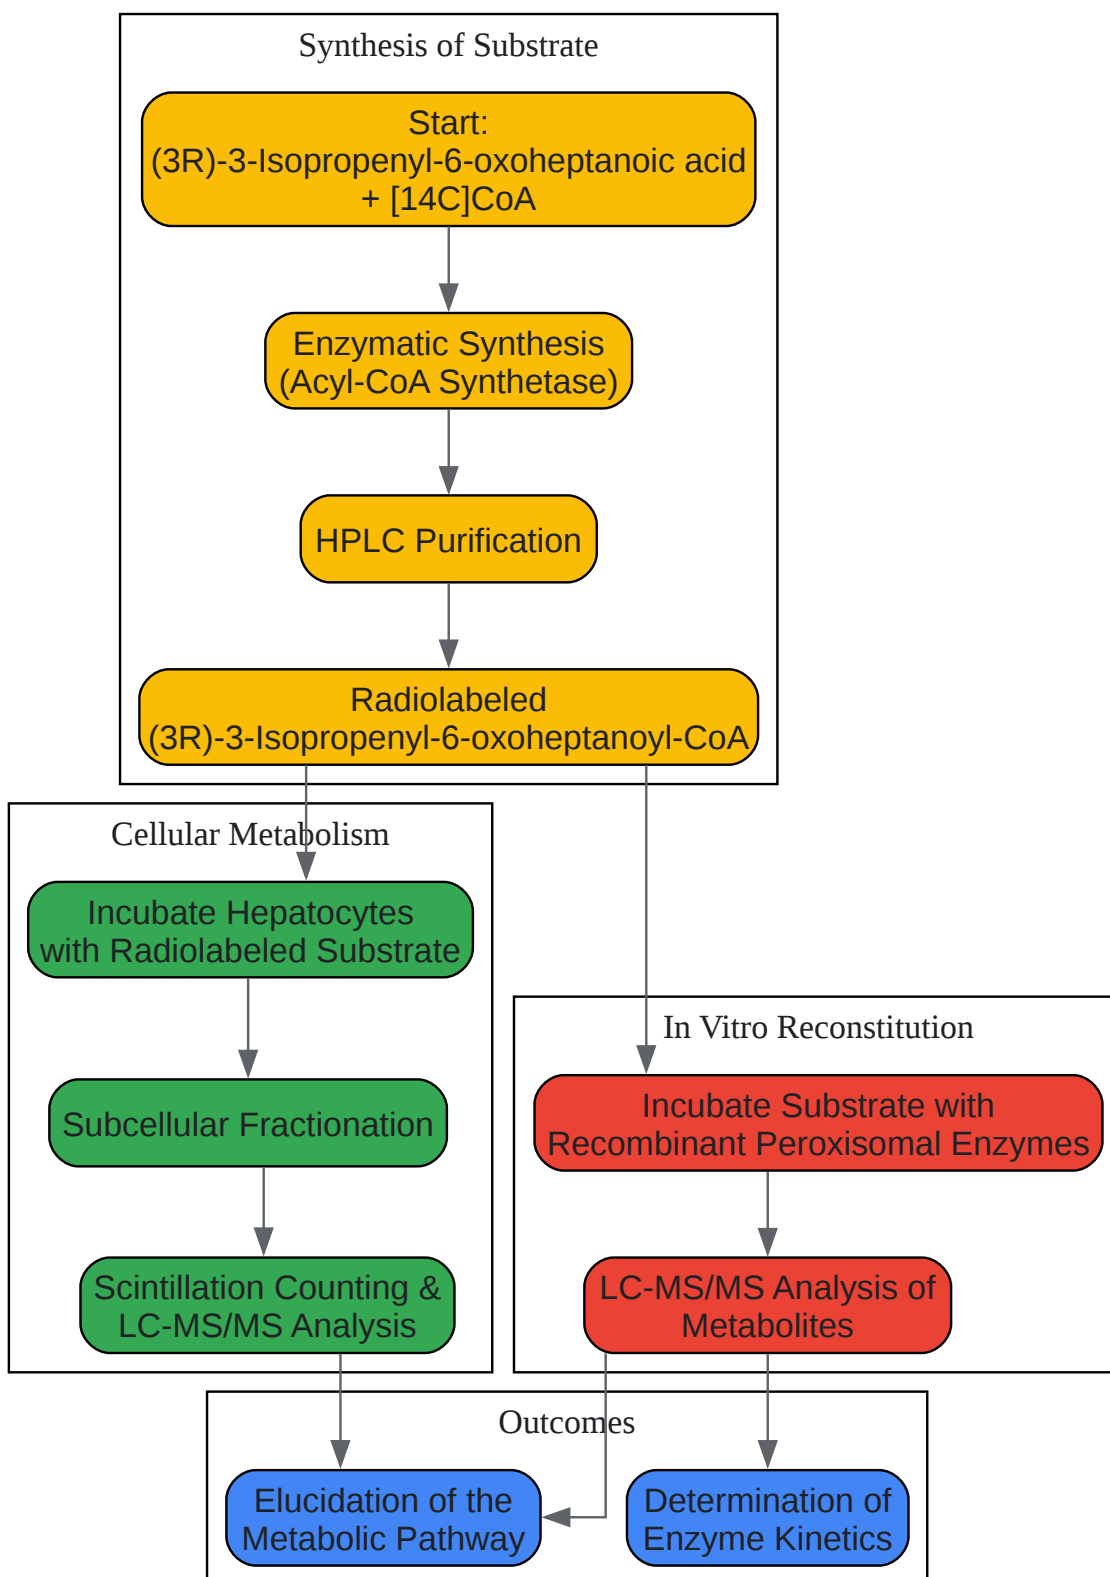 Synthesis of Substrate
Start:
(3R)-3-Isopropenyl-6-oxoheptanoic acid
+ [14C]CoA
Enzymatic Synthesis
(Acyl-CoA Synthetase)
HPLC Purification
Radiolabeled
(3R)-3-Isopropenyl-6-oxoheptanoyl-CoA
Cellular Metabolism
Incubate Hepatocytes
with Radiolabeled Substrate
Subcellular Fractionation
Scintillation Counting &
LC-MS/MS Analysis
In Vitro Reconstitution
Incubate Substrate with
Recombinant Peroxisomal Enzymes
LC-MS/MS Analysis of
Metabolites
Outcomes
Elucidation of the
Metabolic Pathway
Determination of
Enzyme Kinetics